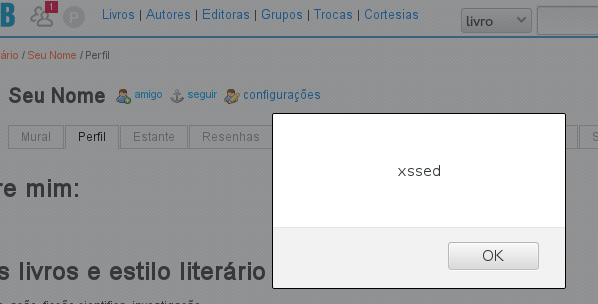 B 1 P Livros | Autores | Editoras | Grupos | Trocas | Cortesias livro
ário / Seu Nome / Perfil
Seu Nome amigo seguir configurações
Mural Perfil Estante Resenhas S
re mim:
xssed
OK
s livros e estilo literário